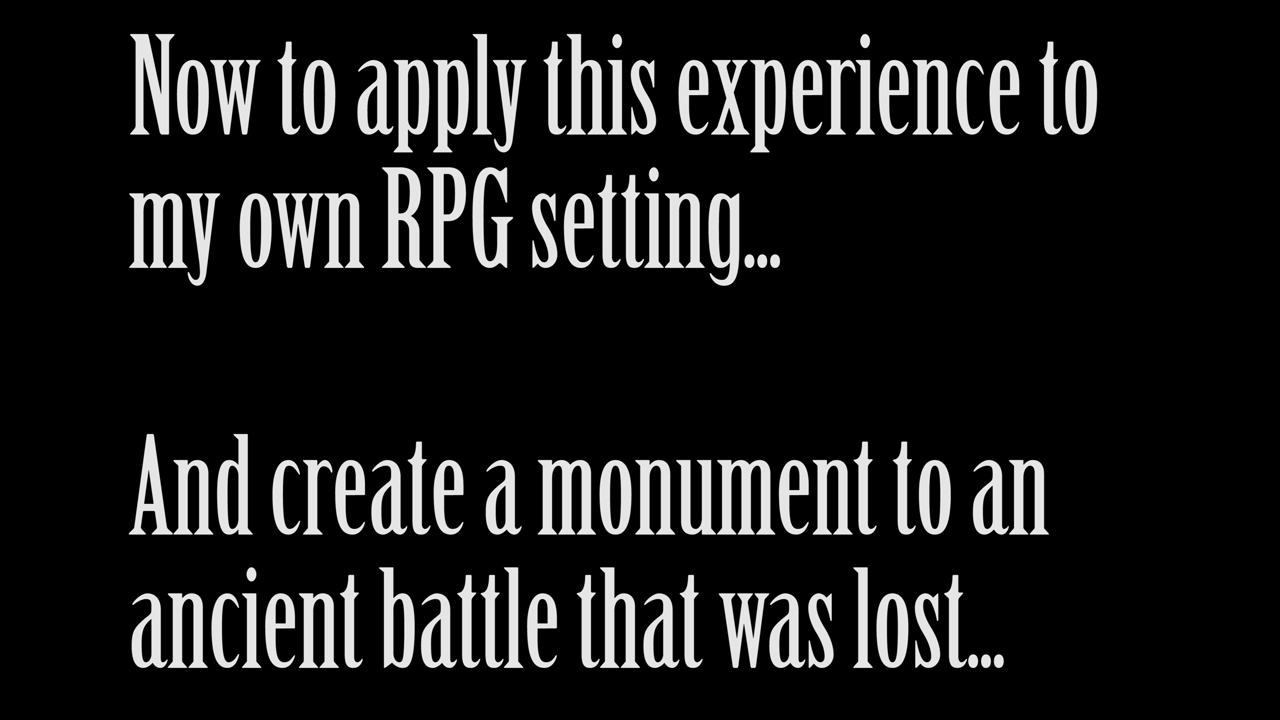 Now to apply this experience to
my own RPG setting...
And create a monument to an
ancient battle that was lost...